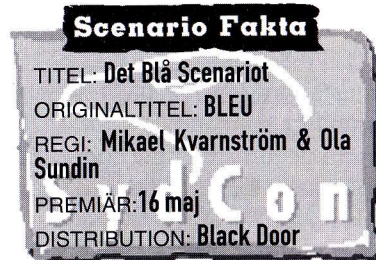 Scenario Fakta
TITEL: Det Blå Scenariot
ORIGINALTITEL: BLEU
REGI: Mikael Kvarnström & Ola
Sundin
PREMIÄR:16 maj
DISTRIBUTION: Black Door
SydCon